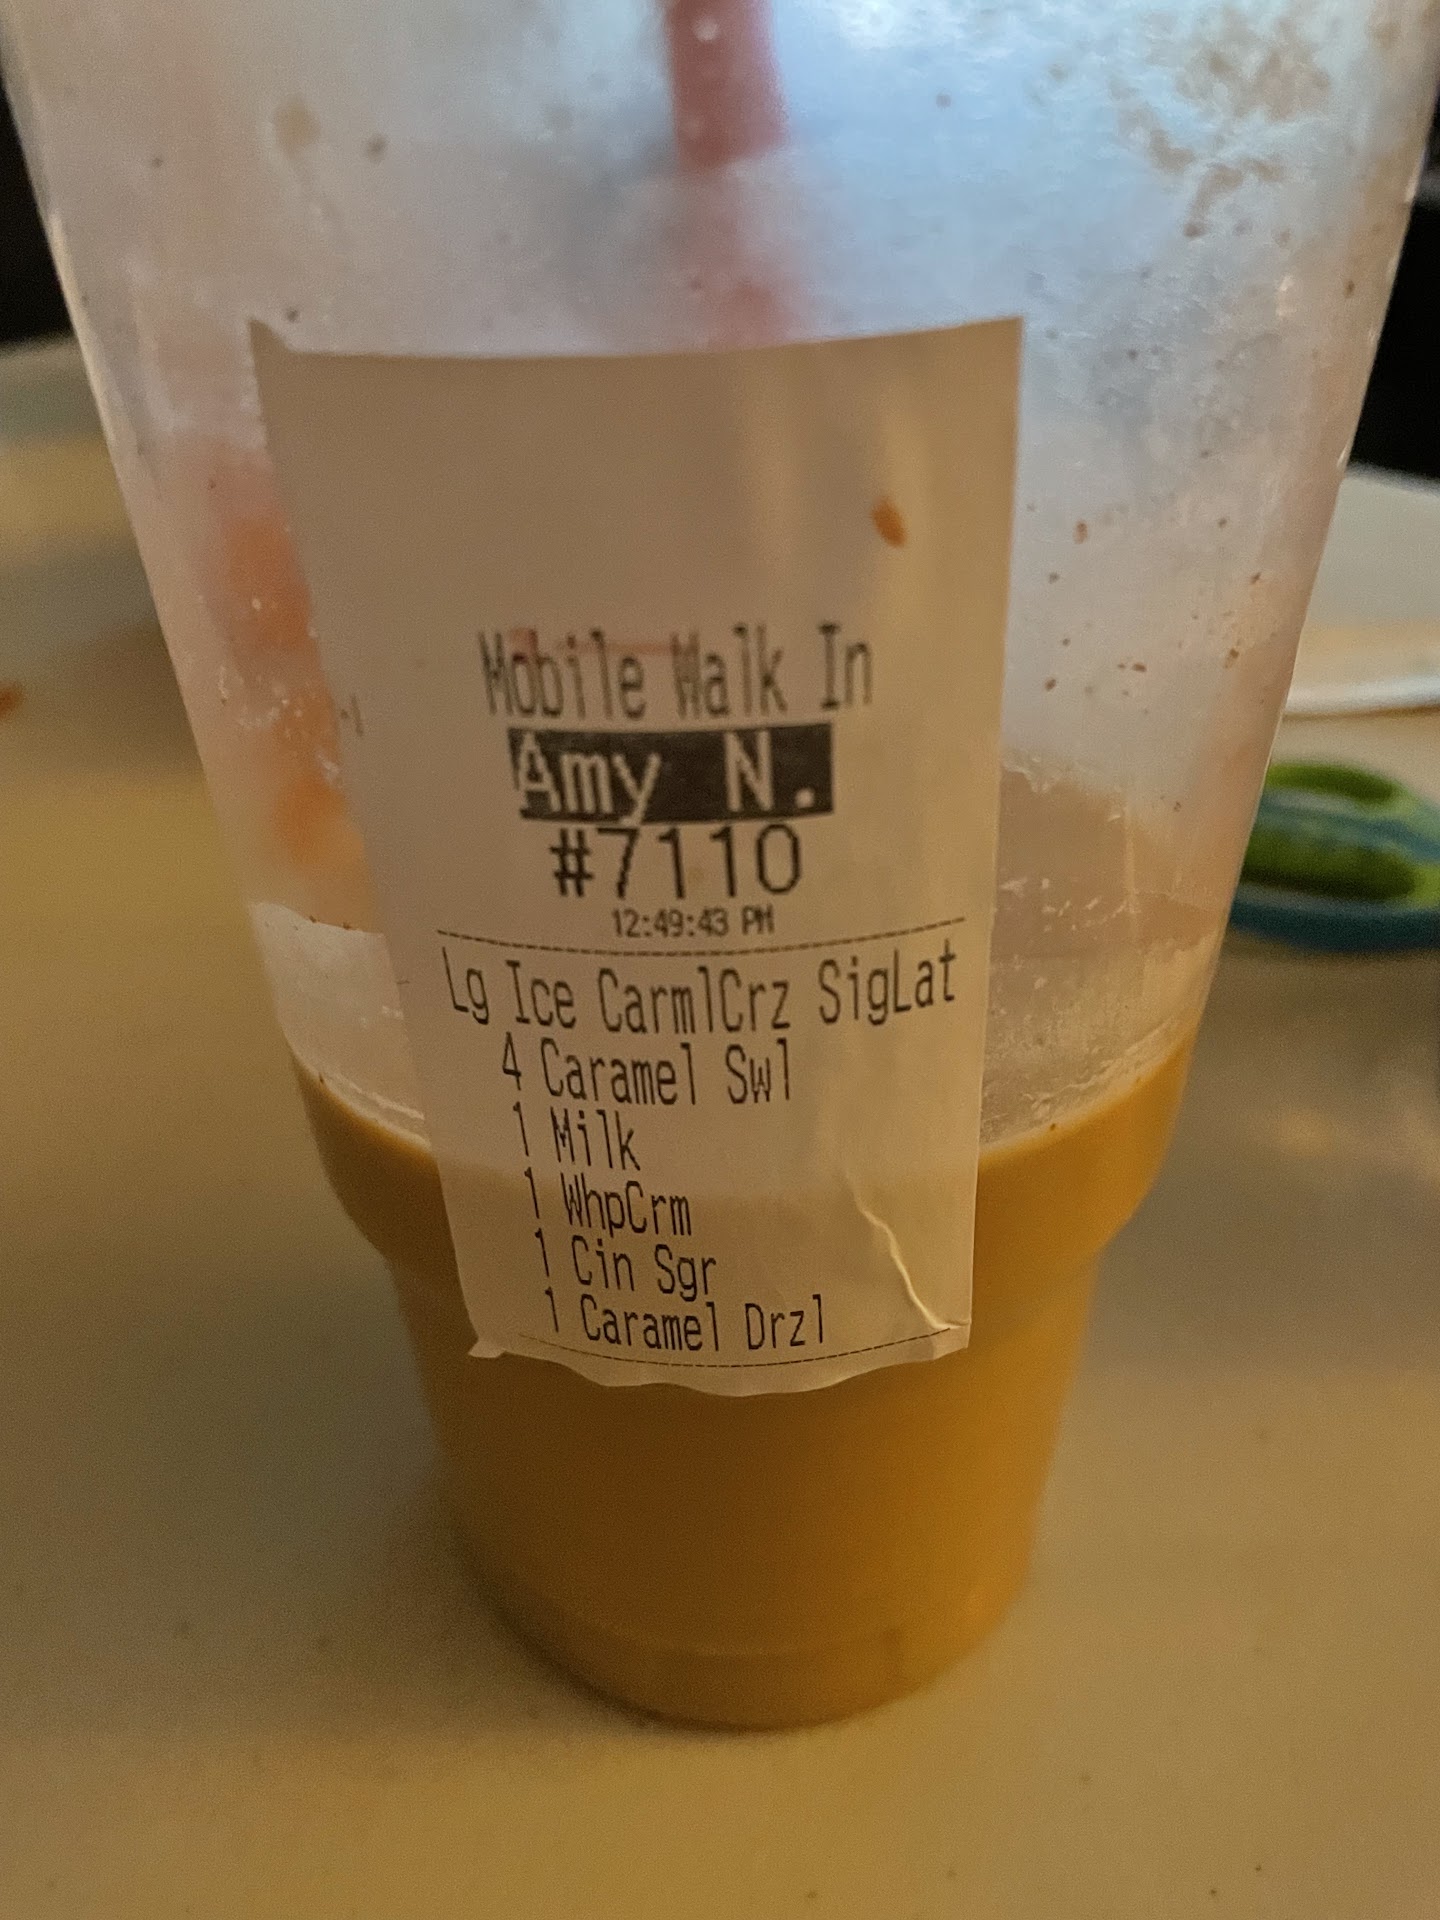 Mobile Walk In
Amy N.
#7110
12:49:43 PM
Lg Ice CarmlCrz SigLat
4 Caramel Swl
1 Milk
1 WhpCrm
1 Cin Sgr
1 Caramel Drzl